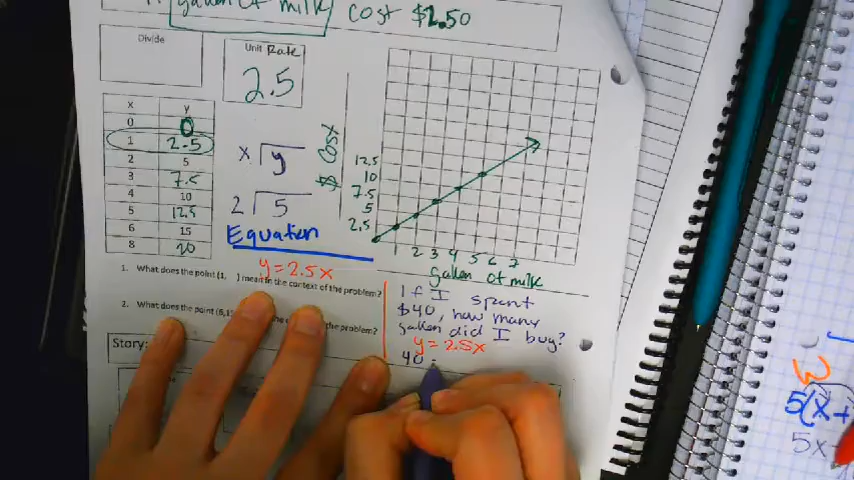 gallon of milk cost $2.50
Divide
Unit Rate
2.5
x y
0 0
1 2.5
2 5
3 7.5
4 10
5 12.5
6 15
8 20
x y
2 5
Equation
y=2.5x
$ Cost
12.5
10
7.5
5
2.5
1 2 3 4 5 6 7
gallon of milk
1. What does the point (1, ) mean in the context of the problem?
2. What does the point (6,1 the problem?
If I spent
$40, how many
gallen did I buy?
y=2.5x
40 =
Story:
5(x+
5x